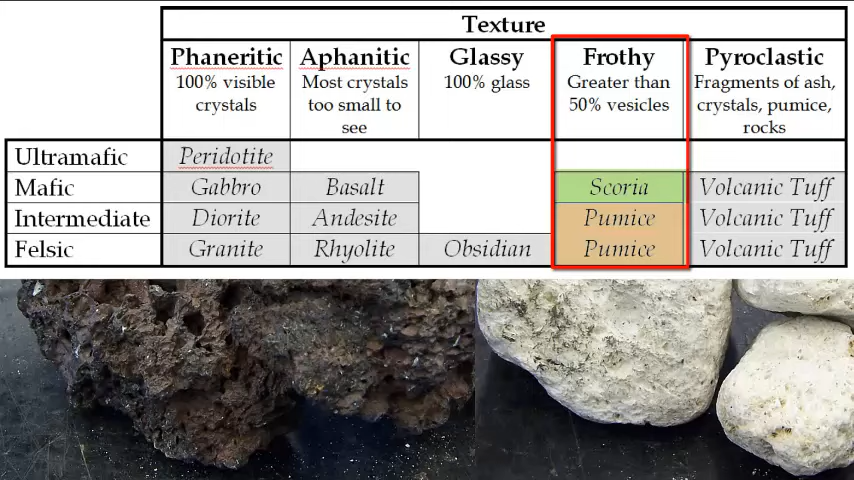 Texture
Phaneritic Aphanitic Glassy Frothy Pyroclastic
100% visible Most crystals 100% glass Greater than Fragments of ash,
crystals too small to 50% vesicles crystals, pumice,
see rocks
Ultramafic Peridotite
Mafic Gabbro Basalt Scoria Volcanic Tuff
Intermediate Diorite Andesite Pumice Volcanic Tuff
Felsic Granite Rhyolite Obsidian Pumice Volcanic Tuff